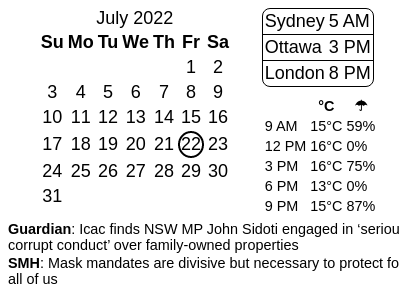 July 2022
Su Mo Tu We Th Fr Sa
1 2
3 4 5 6 7 8 9
10 11 12 13 14 15 16
17 18 19 20 21 22 23
24 25 26 27 28 29 30
31
Sydney 5 AM
Ottawa 3 PM
London 8 PM
°C ☂
9 AM 15°C 59%
12 PM 16°C 0%
3 PM 16°C 75%
6 PM 13°C 0%
9 PM 15°C 87%
Guardian: Icac finds NSW MP John Sidoti engaged in ‘seriou
corrupt conduct’ over family-owned properties
SMH: Mask mandates are divisive but necessary to protect fo
all of us